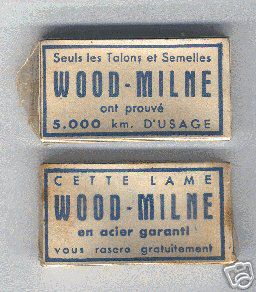 Seuls les Talons et Semelles
WOOD-MILNE
ont prouvé
5.000 km. D'USAGE
CETTE LAME
WOOD-MILNE
en acier garanti
vous rasera gratuitement
ebay